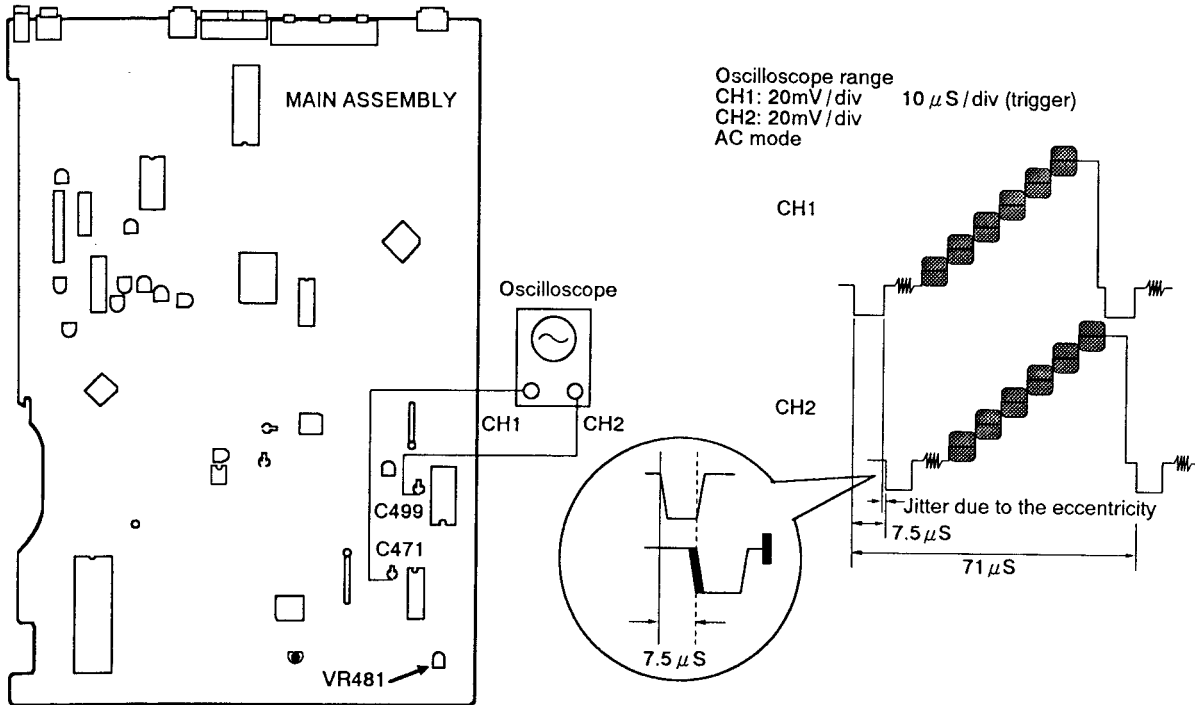 MAIN ASSEMBLY
Oscilloscope
CH1
CH2
C499
C471
VR481
Oscilloscope range
CH1: 20mV/div 10 μS/div (trigger)
CH2: 20mV/div
AC mode
CH1
CH2
Jitter due to the eccentricity
7.5 μS
71 μS
7.5 μS